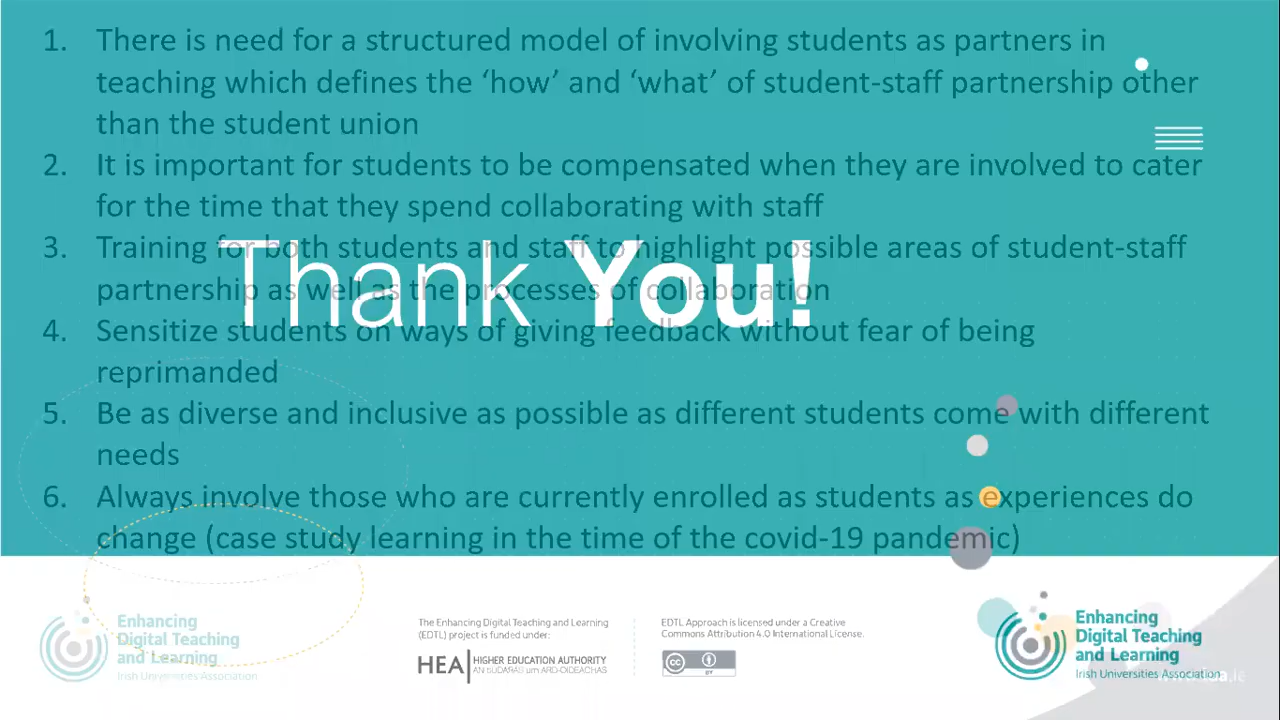 1. There is need for a structured model of involving students as partners in
teaching which defines the ‘how’ and ‘what’ of student-staff partnership other
than the student union
2. It is important for students to be compensated when they are involved to cater
for the time that they spend collaborating with staff
3. Training for both students and staff to highlight possible areas of student-staff
partnership as well as the processes of collaboration
Thank You!
4. Sensitize students on ways of giving feedback without fear of being
reprimanded
5. Be as diverse and inclusive as possible as different students come with different
needs
6. Always involve those who are currently enrolled as students as experiences do
change (case study learning in the time of the covid-19 pandemic)
Enhancing
Digital Teaching
and Learning
Irish Universities Association
The Enhancing Digital Teaching and Learning
(EDTL) project is funded under:
HEA HIGHER EDUCATION AUTHORITY
AN tÚDARÁS um ARD-OIDEACHAS
EDTL Approach is licensed under a Creative
Commons Attribution 4.0 International License.
cc BY
Enhancing
Digital Teaching
and Learning
Irish Universities Association